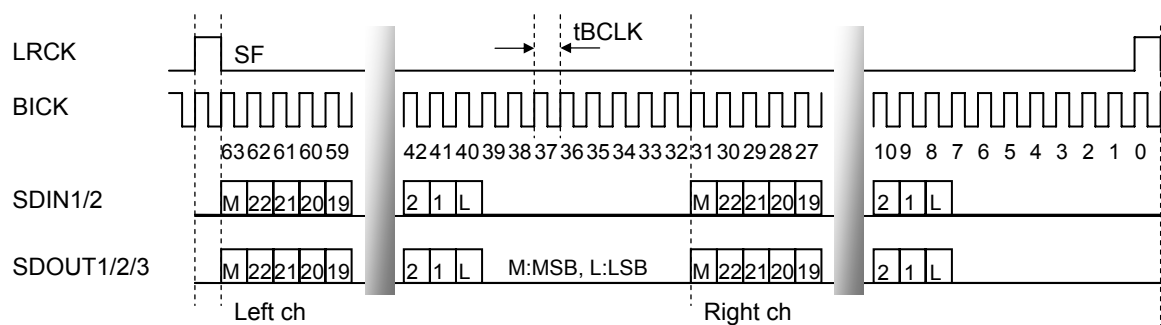 tBCLK
LRCK SF
BICK
63 62 61 60 59 42 41 40 39 38 37 36 35 34 33 32 31 30 29 28 27 10 9 8 7 6 5 4 3 2 1 0
SDIN1/2 M 22 21 20 19 2 1 L M 22 21 20 19 2 1 L
SDOUT1/2/3 M 22 21 20 19 2 1 L M:MSB, L:LSB M 22 21 20 19 2 1 L
Left ch Right ch